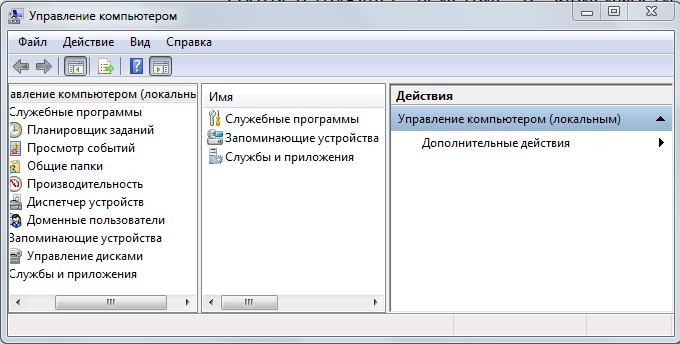 Управление компьютером
Файл Действие Вид Справка
авление компьютером (локальны
Служебные программы
Планировщик заданий
Просмотр событий
Общие папки
Производительность
Диспетчер устройств
Доменные пользователи
Запоминающие устройства
Управление дисками
Службы и приложения
Имя
Служебные программы
Запоминающие устройства
Службы и приложения
Действия
Управление компьютером (локальным)
Дополнительные действия